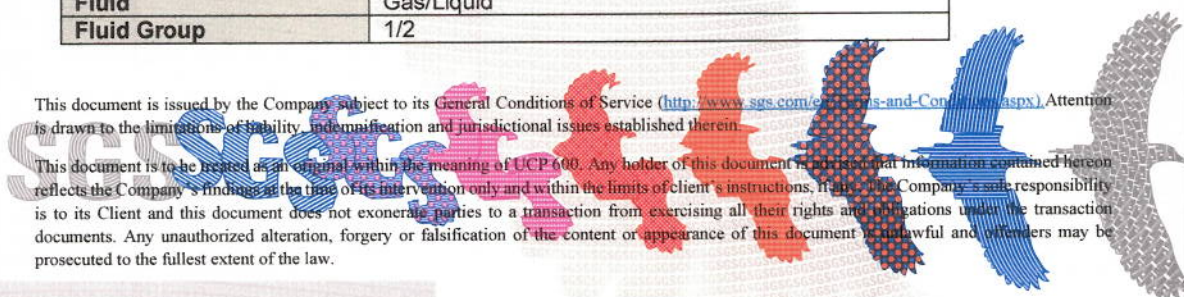 Fluid Gas/Liquid
Fluid Group 1/2
This document is issued by the Company subject to its General Conditions of Service (http://www.sgs.com/en/Terms-and-Conditions.aspx). Attention
is drawn to the limitations of liability, indemnification and jurisdictional issues established therein.
This document is to be treated as an original within the meaning of UCP 600. Any holder of this document is advised that information contained hereon
reflects the Company's findings at the time of its intervention only and within the limits of client's instructions, if any. The Company's sole responsibility
is to its Client and this document does not exonerate parties to a transaction from exercising all their rights and obligations under the transaction
documents. Any unauthorized alteration, forgery or falsification of the content or appearance of this document is unlawful and offenders may be
prosecuted to the fullest extent of the law.
SGS